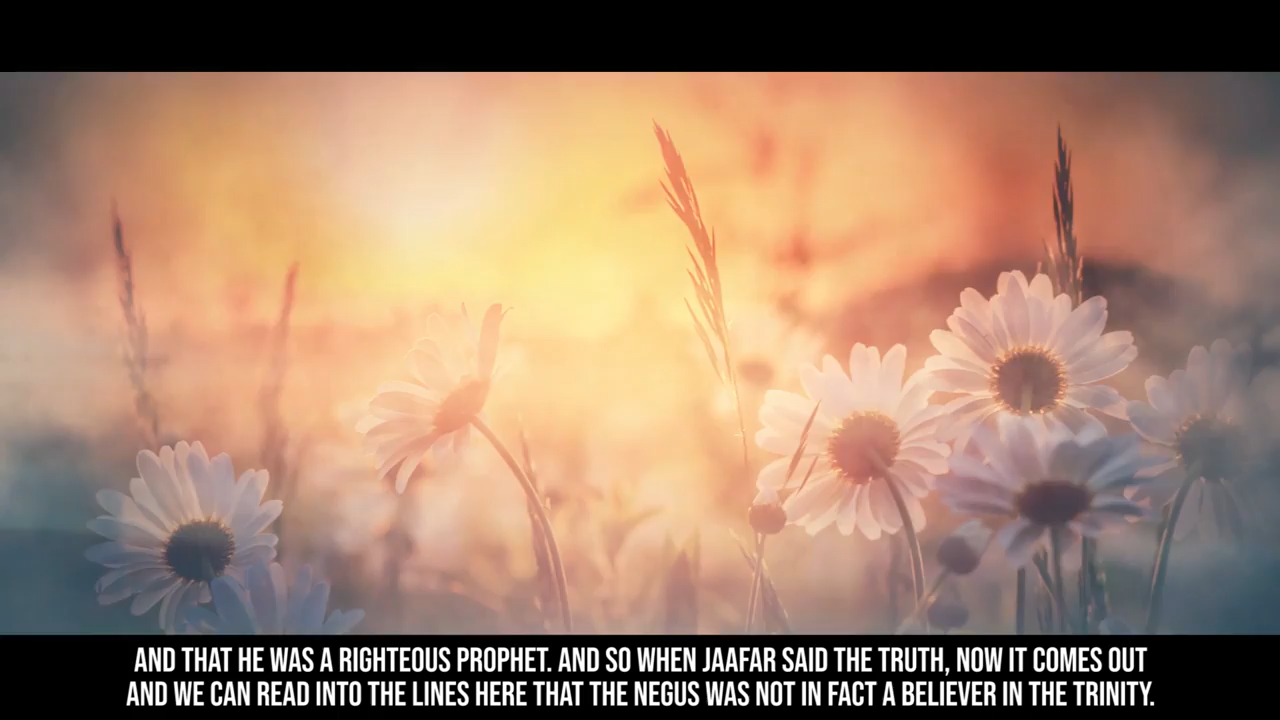 AND THAT HE WAS A RIGHTEOUS PROPHET. AND SO WHEN JAAFAR SAID THE TRUTH, NOW IT COMES OUT
AND WE CAN READ INTO THE LINES HERE THAT THE NEGUS WAS NOT IN FACT A BELIEVER IN THE TRINITY.